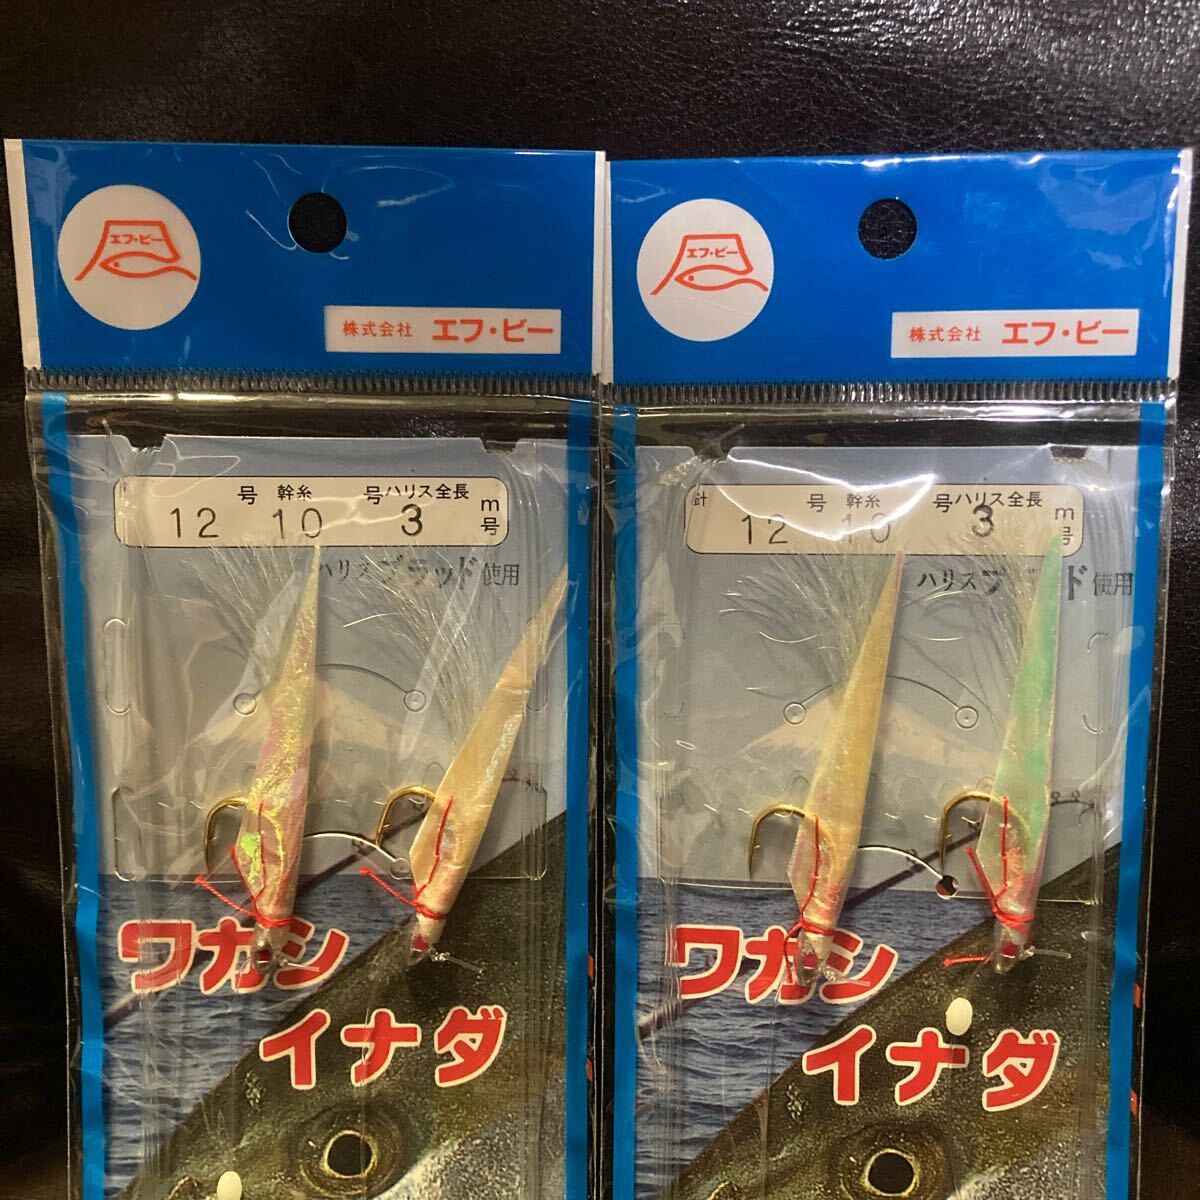 エフ・ビー
株式会社 エフ・ビー
号 幹糸 号 ハリス全長 m
12 10 3 号
ハリス ブラッド 使用
ワカシ
イナダ
エフ・ビー
株式会社 エフ・ビー
針 号 幹糸 号 ハリス全長 m
12 10 3 号
ハリス ブ ド 使用
ワカシ
イナダ